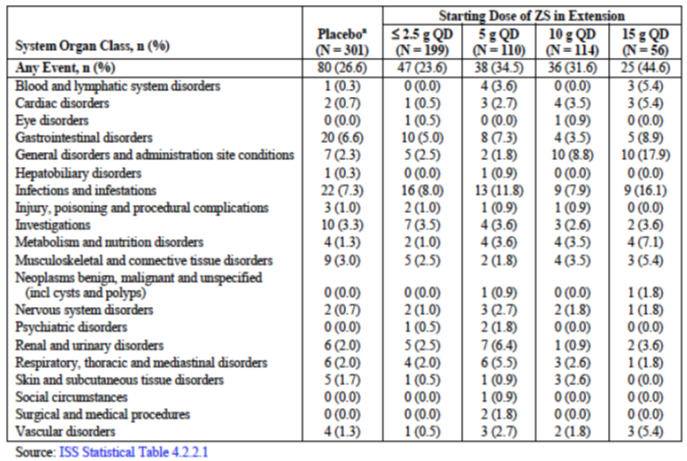 Starting Dose of ZS in Extension
System Organ Class, n (%) Placeboᵃ (N = 301) ≤ 2.5 g QD (N = 199) 5 g QD (N = 110) 10 g QD (N = 114) 15 g QD (N = 56)
Any Event, n (%) 80 (26.6) 47 (23.6) 38 (34.5) 36 (31.6) 25 (44.6)
Blood and lymphatic system disorders 1 (0.3) 0 (0.0) 4 (3.6) 0 (0.0) 3 (5.4)
Cardiac disorders 2 (0.7) 1 (0.5) 3 (2.7) 4 (3.5) 3 (5.4)
Eye disorders 0 (0.0) 1 (0.5) 0 (0.0) 1 (0.9) 0 (0.0)
Gastrointestinal disorders 20 (6.6) 10 (5.0) 8 (7.3) 4 (3.5) 5 (8.9)
General disorders and administration site conditions 7 (2.3) 5 (2.5) 2 (1.8) 10 (8.8) 10 (17.9)
Hepatobiliary disorders 1 (0.3) 0 (0.0) 1 (0.9) 0 (0.0) 0 (0.0)
Infections and infestations 22 (7.3) 16 (8.0) 13 (11.8) 9 (7.9) 9 (16.1)
Injury, poisoning and procedural complications 3 (1.0) 2 (1.0) 1 (0.9) 1 (0.9) 0 (0.0)
Investigations 10 (3.3) 7 (3.5) 4 (3.6) 3 (2.6) 2 (3.6)
Metabolism and nutrition disorders 4 (1.3) 2 (1.0) 4 (3.6) 4 (3.5) 4 (7.1)
Musculoskeletal and connective tissue disorders 9 (3.0) 5 (2.5) 2 (1.8) 4 (3.5) 3 (5.4)
Neoplasms benign, malignant and unspecified
(incl cysts and polyps) 0 (0.0) 0 (0.0) 1 (0.9) 0 (0.0) 1 (1.8)
Nervous system disorders 2 (0.7) 2 (1.0) 3 (2.7) 2 (1.8) 1 (1.8)
Psychiatric disorders 0 (0.0) 1 (0.5) 2 (1.8) 0 (0.0) 0 (0.0)
Renal and urinary disorders 6 (2.0) 5 (2.5) 7 (6.4) 1 (0.9) 2 (3.6)
Respiratory, thoracic and mediastinal disorders 6 (2.0) 4 (2.0) 6 (5.5) 3 (2.6) 1 (1.8)
Skin and subcutaneous tissue disorders 5 (1.7) 1 (0.5) 1 (0.9) 3 (2.6) 0 (0.0)
Social circumstances 0 (0.0) 0 (0.0) 1 (0.9) 0 (0.0) 0 (0.0)
Surgical and medical procedures 0 (0.0) 0 (0.0) 2 (1.8) 0 (0.0) 0 (0.0)
Vascular disorders 4 (1.3) 1 (0.5) 3 (2.7) 2 (1.8) 3 (5.4)
Source: ISS Statistical Table 4.2.2.1